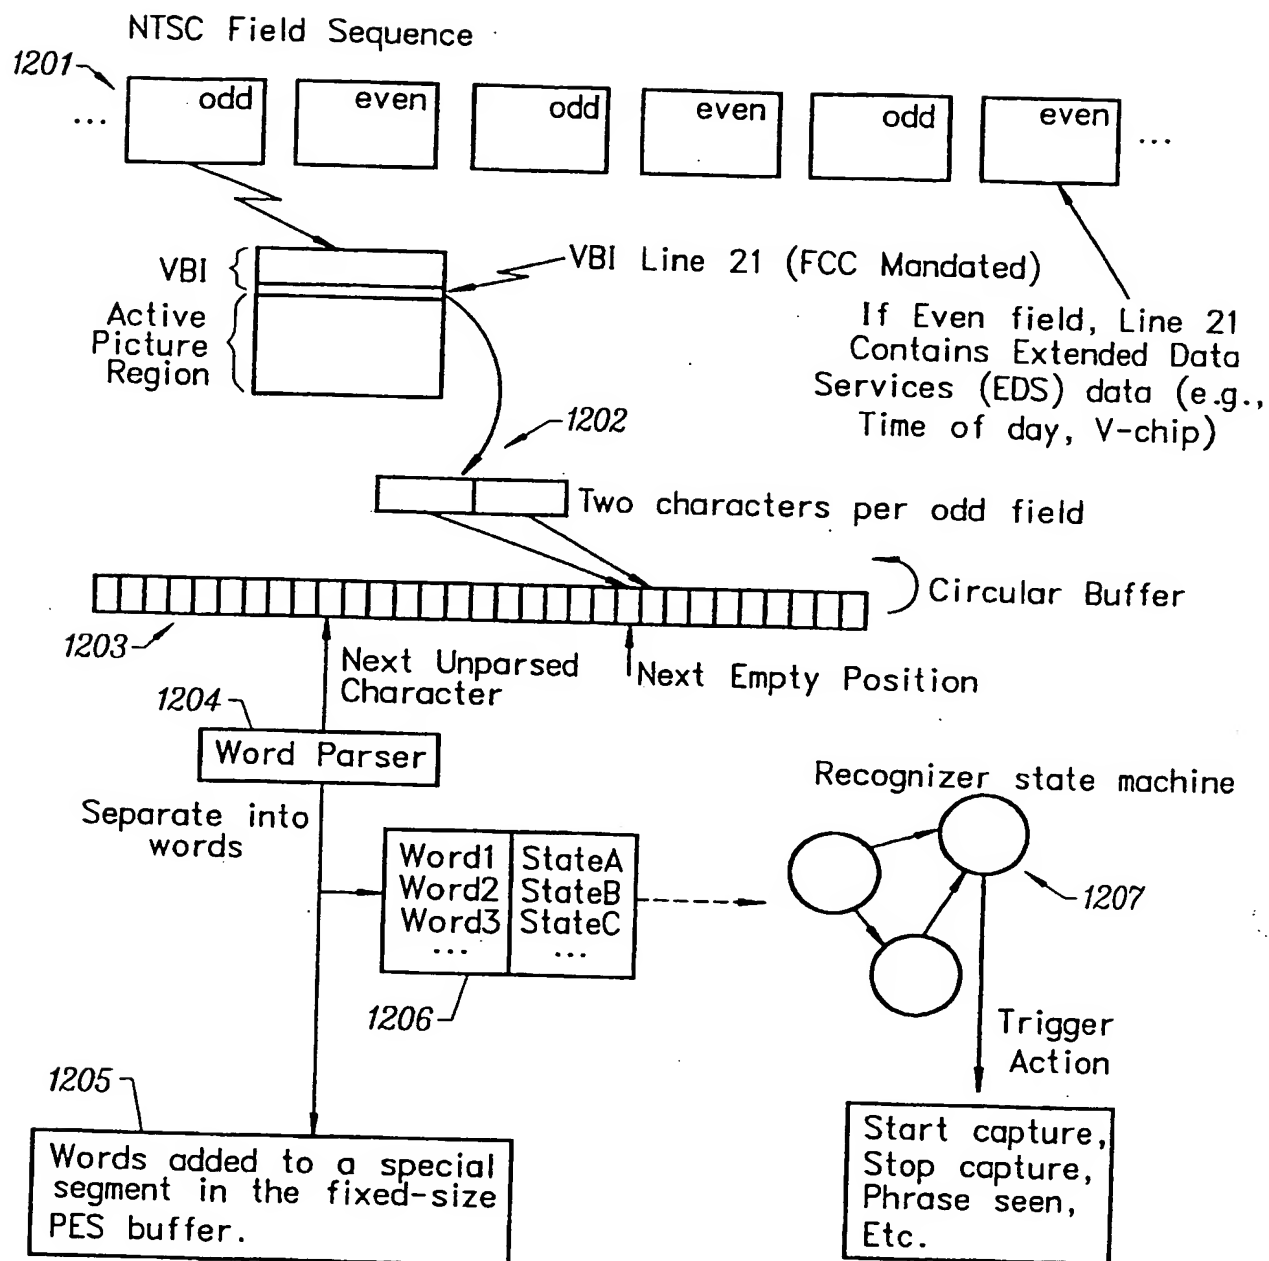 NTSC Field Sequence
1201
... odd even odd even odd even ...
VBI
VBI Line 21 (FCC Mandated)
Active
Picture
Region
If Even field, Line 21
Contains Extended Data
Services (EDS) data (e.g.,
Time of day, V-chip)
1202
Two characters per odd field
Circular Buffer
1203
Next Unparsed
Character
Next Empty Position
1204
Word Parser
Separate into
words
Word1 StateA
Word2 StateB
Word3 StateC
... ...
1206
Recognizer state machine
1207
Trigger
Action
1205
Words added to a special
segment in the fixed-size
PES buffer.
Start capture,
Stop capture,
Phrase seen,
Etc.